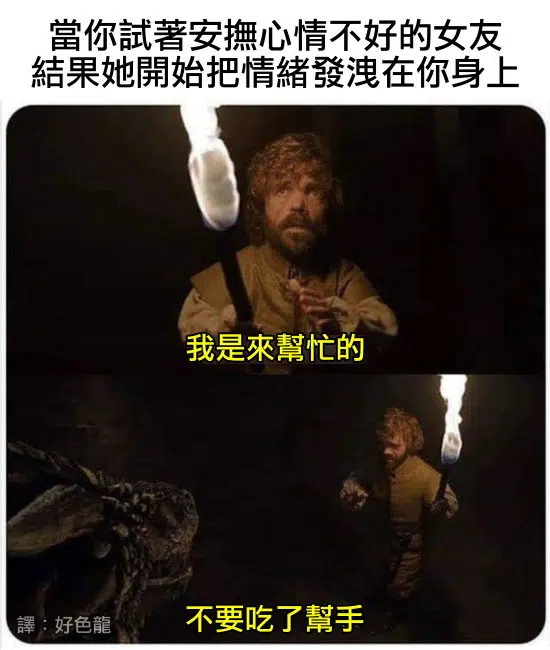 當你試著安撫心情不好的女友
結果她開始把情緒發洩在你身上
我是來幫忙的
不要吃了幫手
譯：好色龍